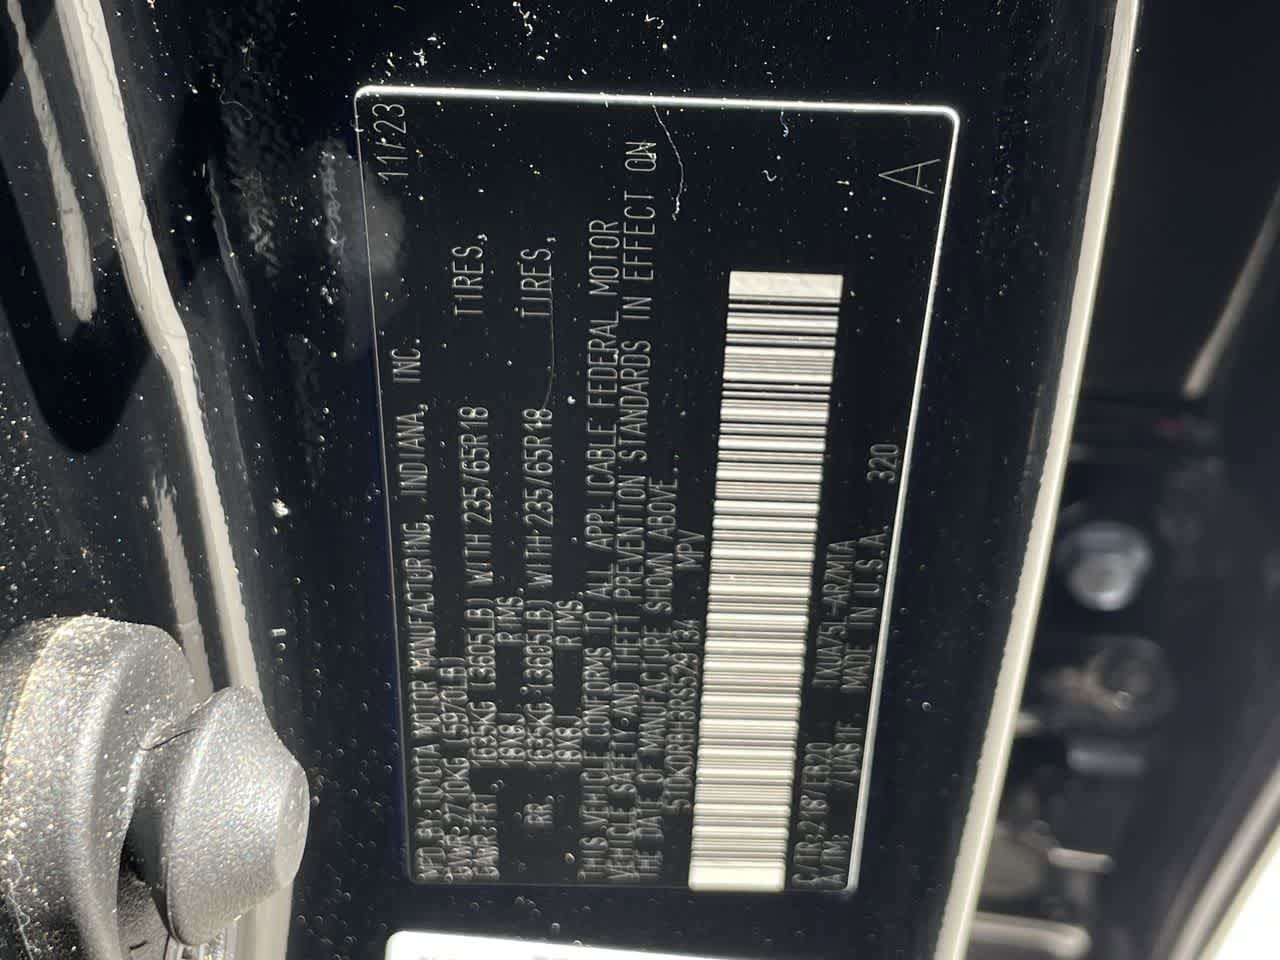 MFD. BY: TOYOTA MOTOR MANUFACTURING, INDIANA, INC. 11/23
GVWR: 2710KG (5970LB)
GAWR: FR 1635KG (3605LB) WITH 235/65R18 TIRES,
18X8J RIMS.
RR 1635KG (3605LB) WITH 235/65R18 TIRES,
RIMS.
THIS VEHICLE CONFORMS TO ALL APPLICABLE FEDERAL MOTOR
VEHICLE SAFETY AND THEFT PREVENTION STANDARDS IN EFFECT ON
THE DATE OF MANUFACTURE SHOWN ABOVE.
MPV
C/TR: 218/ A/TM: MADE IN U.S.A. 320
A